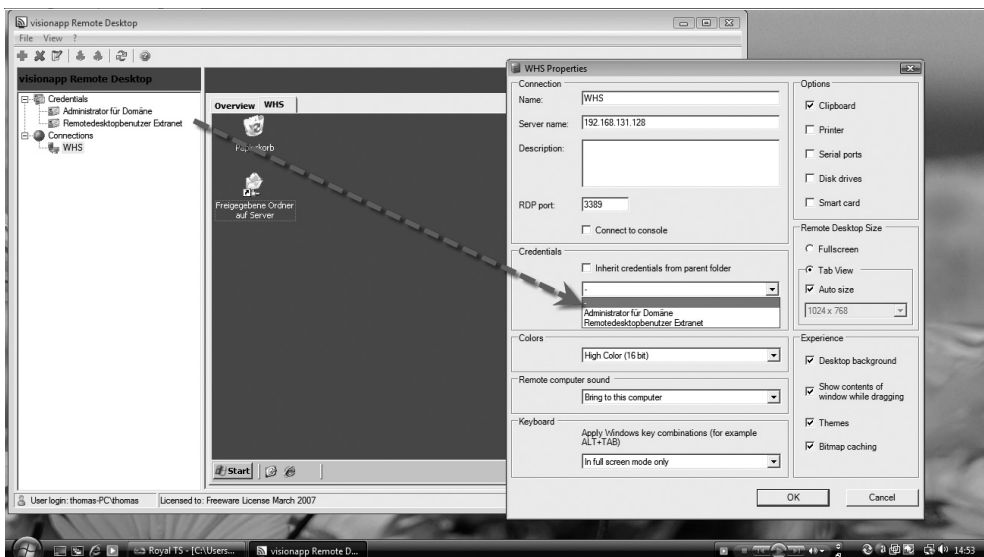 visionapp Remote Desktop
File View ?
visionapp Remote Desktop
Credentials
Administrator für Domäne
Remotedesktopbenutzer Extranet
Connections
WHS
Overview WHS
Papierkorb
Freigegebene Ordner
auf Server
Start
User login: thomas-PC\thomas
Licensed to: Freeware License March 2007
WHS Properties
Connection
Name:
WHS
Server name:
192.168.131.128
Description:
RDP port:
3389
Connect to console
Credentials
Inherit credentials from parent folder
-
Administrator für Domäne
Remotedesktopbenutzer Extranet
Colors
High Color (16 bit)
Remote computer sound
Bring to this computer
Keyboard
Apply Windows key combinations (for example
ALT+TAB)
In full screen mode only
Options
Clipboard
Printer
Serial ports
Disk drives
Smart card
Remote Desktop Size
Fullscreen
Tab View
Auto size
1024 x 768
Experience
Desktop background
Show contents of
window while dragging
Themes
Bitmap caching
OK
Cancel
Royal TS - [C:\Users...
visionapp Remote D...
14:53